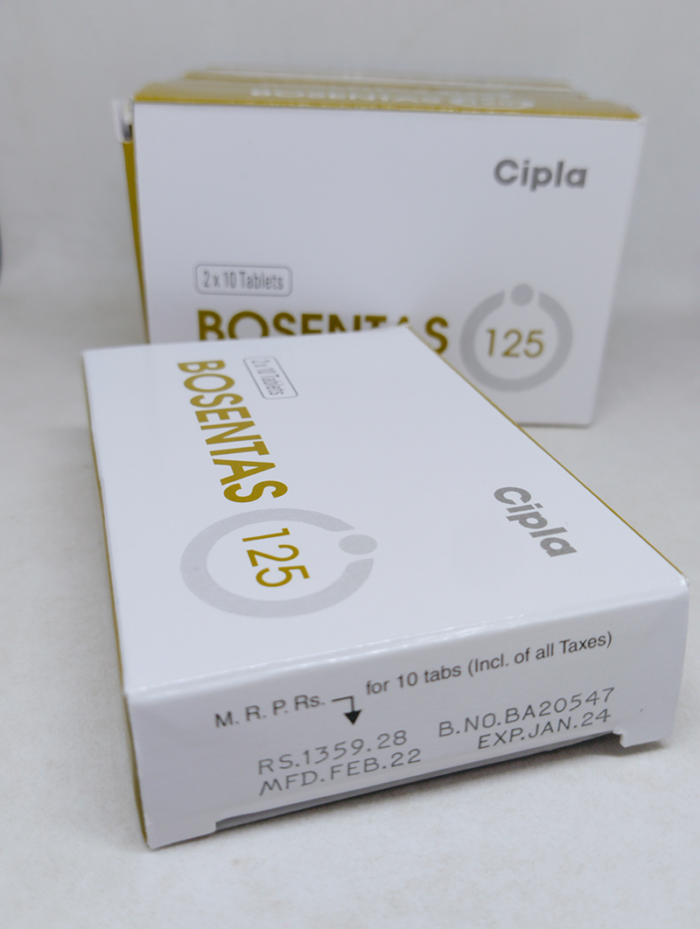 Cipla
2 x 10 Tablets
BOSENTAS
125
2 x 10 Tablets
BOSENTAS
125
Cipla
M. R. P. Rs. for 10 tabs (Incl. of all Taxes)
RS.1359.28 B.NO.BA20547
MFD.FEB.22 EXP.JAN.24